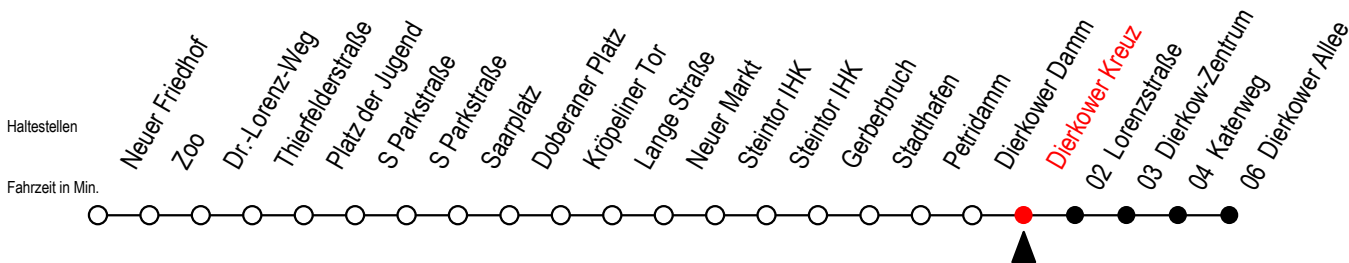 Haltestellen
Neuer Friedhof
Zoo
Dr.-Lorenz-Weg
Thierfelderstraße
Platz der Jugend
S Parkstraße
S Parkstraße
Saarplatz
Doberaner Platz
Kröpeliner Tor
Lange Straße
Neuer Markt
Steintor IHK
Steintor IHK
Gerberbruch
Stadthafen
Petridamm
Dierkower Damm
Dierkower Kreuz
02 Lorenzstraße
03 Dierkow-Zentrum
04 Katerweg
06 Dierkower Allee
Fahrzeit in Min.